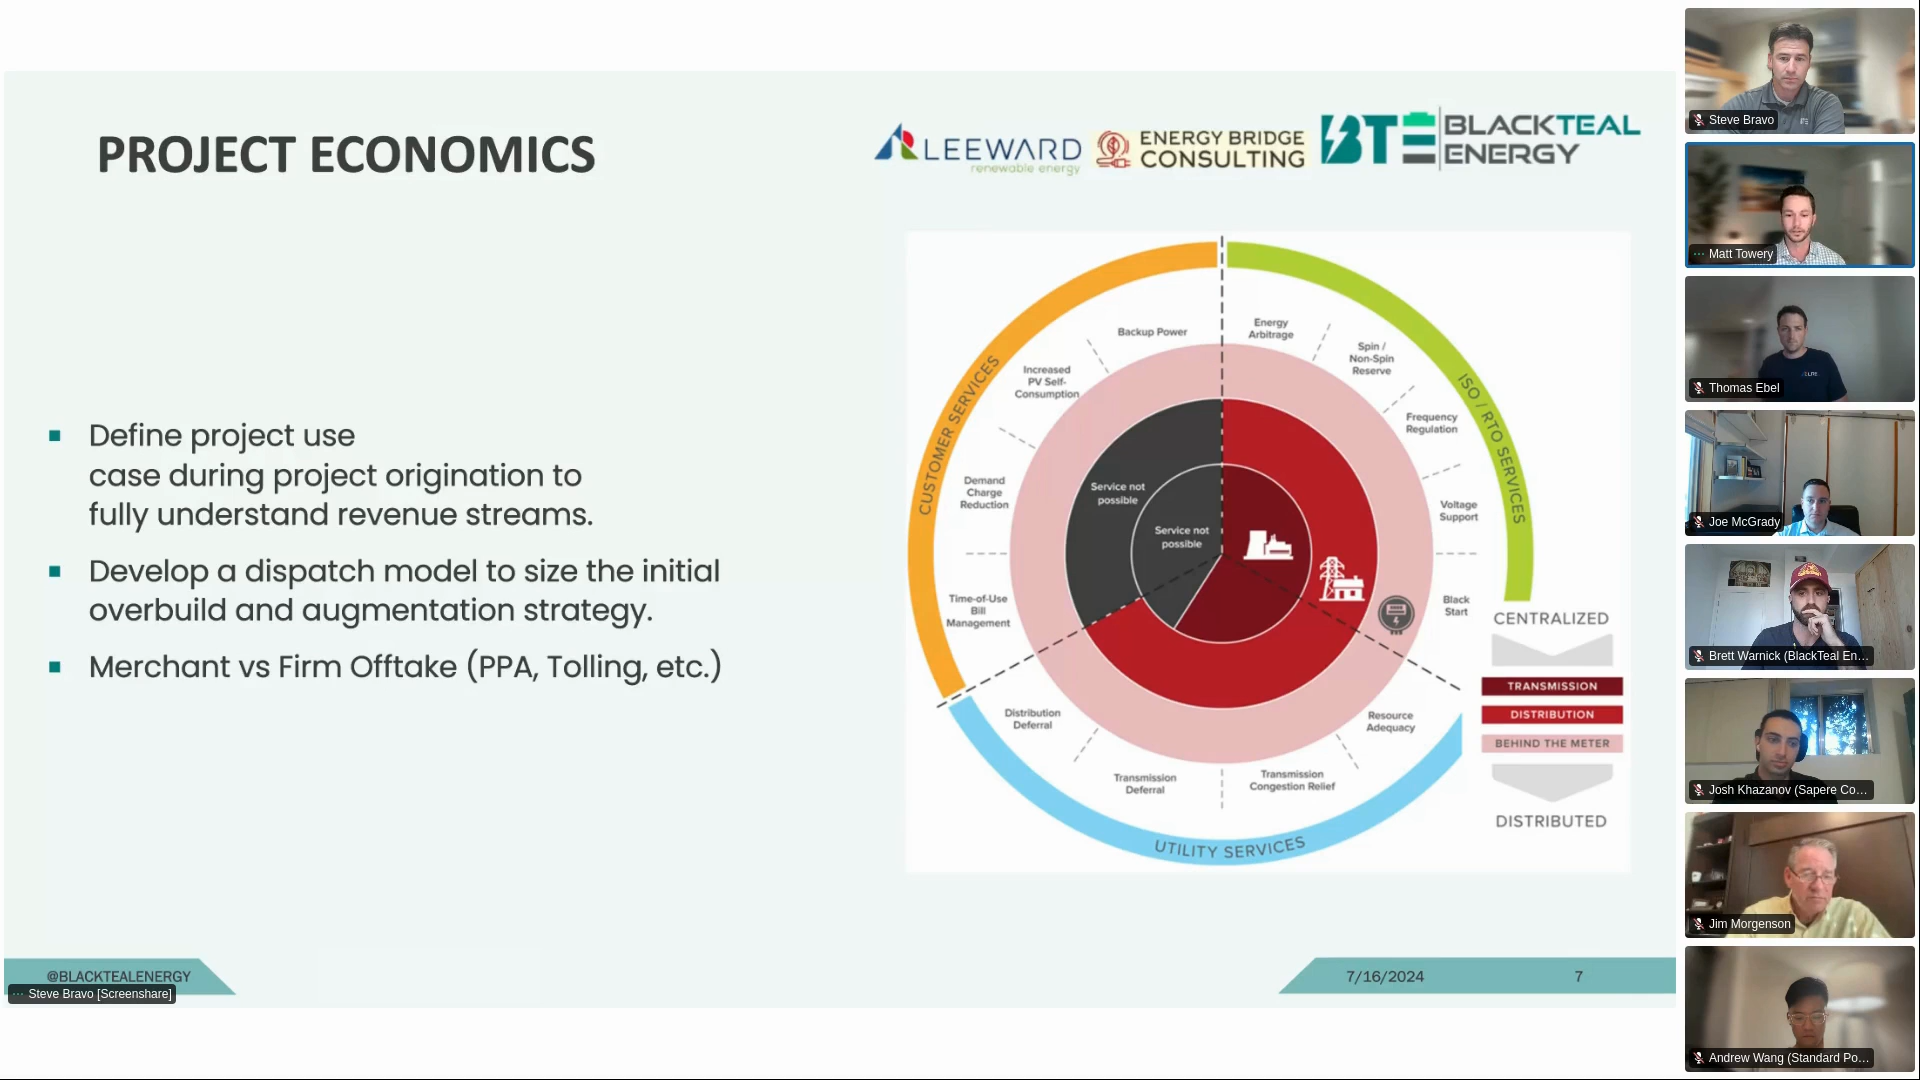 PROJECT ECONOMICS
LEEWARD
renewable energy
ENERGY BRIDGE
CONSULTING
BTE
BLACKTEAL
ENERGY
Define project use
case during project origination to
fully understand revenue streams.
Develop a dispatch model to size the initial
overbuild and augmentation strategy.
Merchant vs Firm Offtake (PPA, Tolling, etc.)
CUSTOMER SERVICES
ISO / RTO SERVICES
UTILITY SERVICES
Backup Power
Energy
Arbitrage
Spin /
Non-Spin
Reserve
Increased
PV Self-
Consumption
Frequency
Regulation
Demand
Charge
Reduction
Service not
possible
Service not
possible
Voltage
Support
Time-of-Use
Bill
Management
Black
Start
Distribution
Deferral
Resource
Adequacy
Transmission
Deferral
Transmission
Congestion Relief
CENTRALIZED
TRANSMISSION
DISTRIBUTION
BEHIND THE METER
DISTRIBUTED
@BLACKTEALENERGY
7/16/2024
7
Steve Bravo [Screenshare]
Steve Bravo
Matt Towery
Thomas Ebel
Joe McGrady
Brett Warnick (BlackTeal En...
Josh Khazanov (Sapere Co...
Jim Morgenson
Andrew Wang (Standard Po...